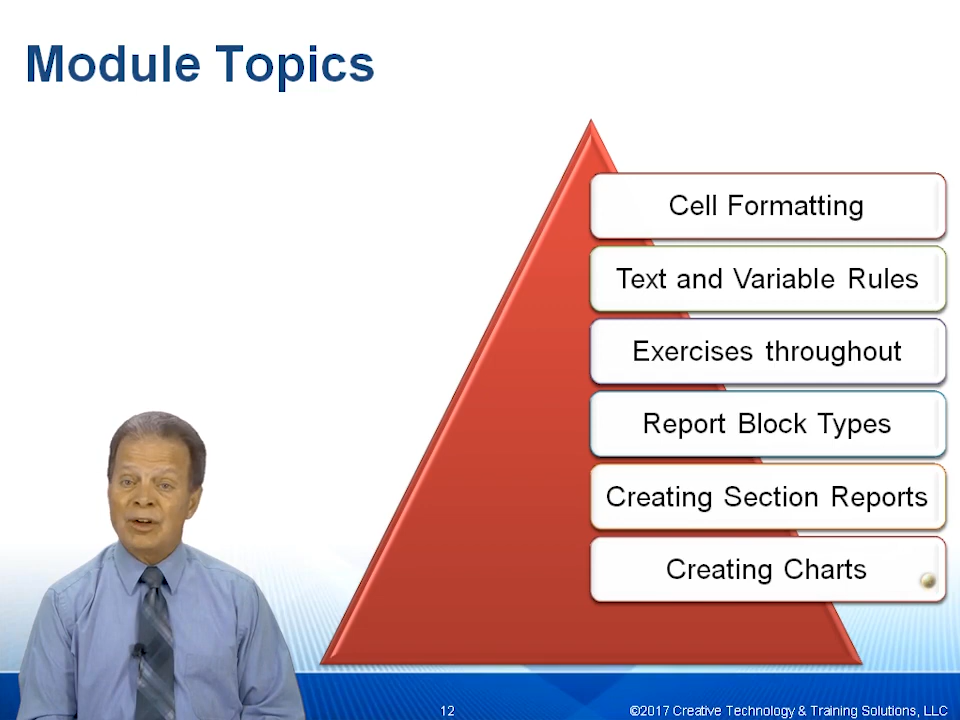 Module Topics
Cell Formatting
Text and Variable Rules
Exercises throughout
Report Block Types
Creating Section Reports
Creating Charts
12
©2017 Creative Technology & Training Solutions, LLC